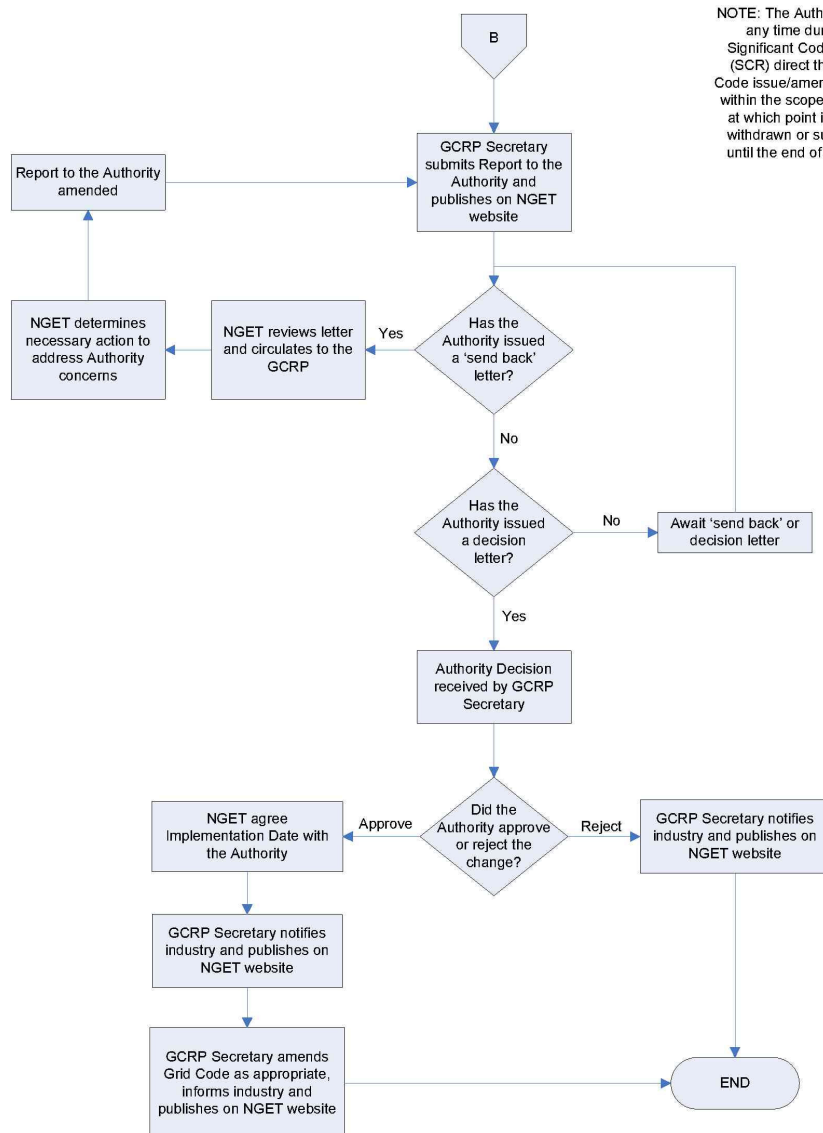 NOTE: The Auth
any time dur
Significant Cod
(SCR) direct th
Code issue/amer
within the scope
at which point i
withdrawn or su
until the end of
B
GCRP Secretary
submits Report to the
Authority and
publishes on NGET
website
Report to the Authority
amended
NGET determines
necessary action to
address Authority
concerns
NGET reviews letter
and circulates to the
GCRP
Yes
Has the
Authority issued
a ‘send back’
letter?
No
Has the
Authority issued
a decision
letter?
No
Await ‘send back’ or
decision letter
Yes
Authority Decision
received by GCRP
Secretary
Did the
Authority approve
or reject the
change?
Approve
Reject
NGET agree
Implementation Date with
the Authority
GCRP Secretary notifies
industry and publishes on
NGET website
GCRP Secretary notifies
industry and publishes on
NGET website
GCRP Secretary amends
Grid Code as appropriate,
informs industry and
publishes on NGET website
END